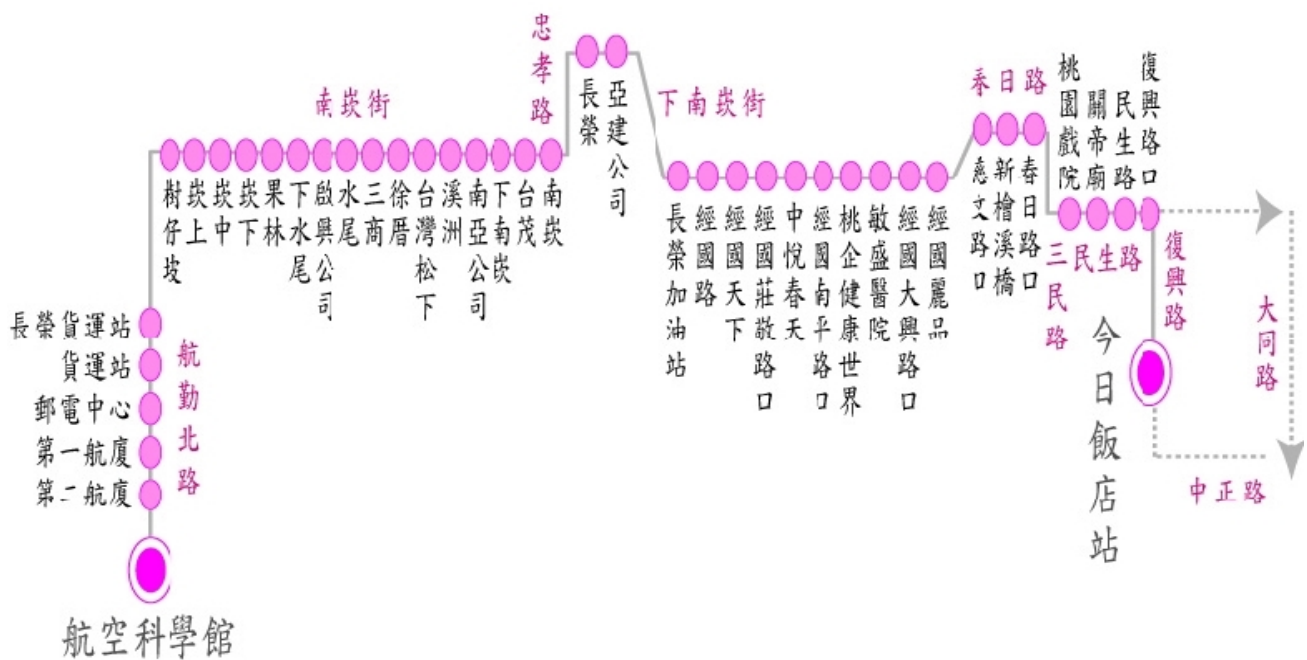 忠孝路
長榮
亞建公司
南崁街
下南崁街
春日路
桃園戲院
關帝廟
民生路
復興路口
樹仔坡
崁上
崁中
崁下
果林
下水尾
啟興公司
水尾
三商
徐厝
台灣松下
溪洲
南亞公司
下南崁
台茂
南崁
長榮加油站
經國路
經國天下
經國莊敬路口
中悅春天
經國南平路口
桃企健康世界
敏盛醫院
經國大興路口
經國麗品
慈文路口
新檜溪橋
春日路口
三民路
民生路
復興路
大同路
今日飯店站
中正路
長榮貨運站
貨運站
郵電中心
第一航廈
第二航廈
航勤北路
航空科學館